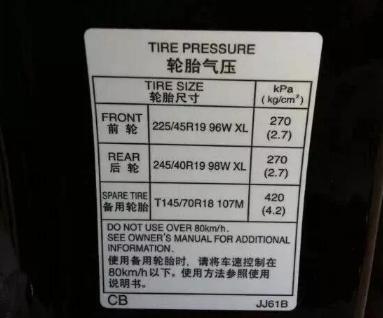 TIRE PRESSURE
轮胎气压
TIRE SIZE
轮胎尺寸
kPa
(kg/cm²)
FRONT
前 轮
225/45R19 96W XL
270
(2.7)
REAR
后 轮
245/40R19 98W XL
270
(2.7)
SPARE TIRE
备用轮胎
T145/70R18 107M
420
(4.2)
DO NOT USE OVER 80km/h.
SEE OWNER'S MANUAL FOR ADDITIONAL
INFORMATION.
使用备用轮胎时，请将车速控制在
80km/h以下。使用方法参照使用
说明书。
CB
JJ61B